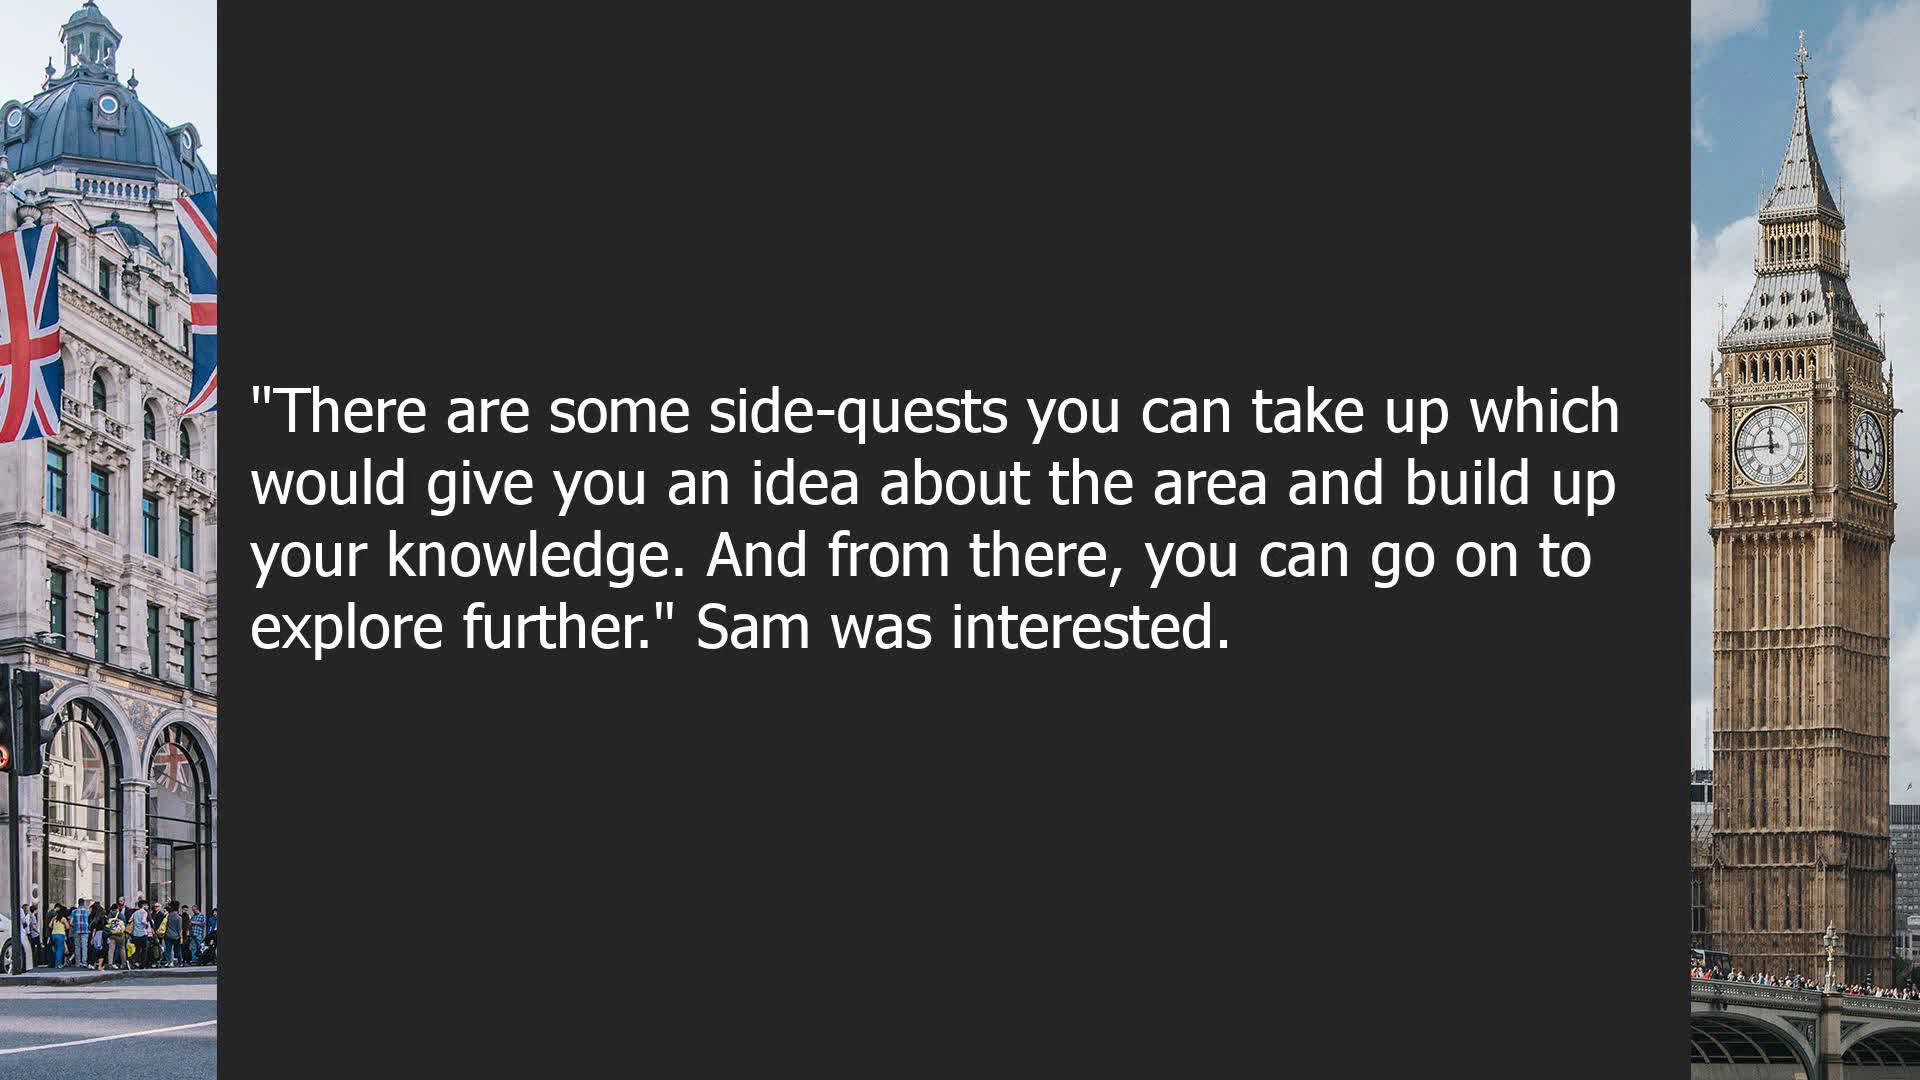 "There are some side-quests you can take up which
would give you an idea about the area and build up
your knowledge. And from there, you can go on to
explore further." Sam was interested.